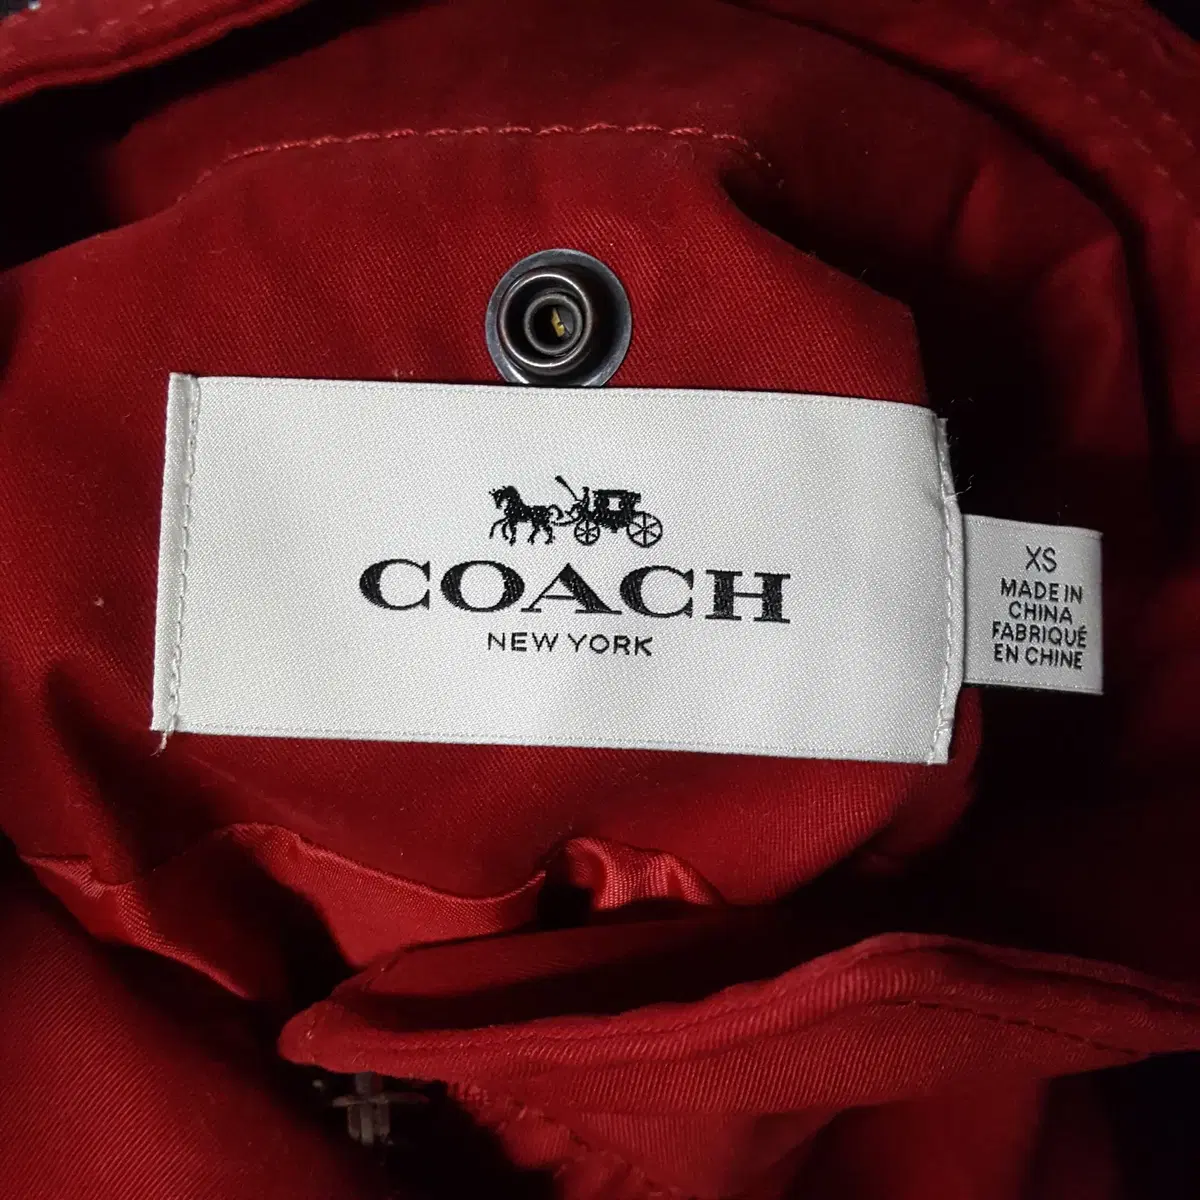 COACH
NEW YORK
XS
MADE IN
CHINA
FABRIQUÉ
EN CHINE